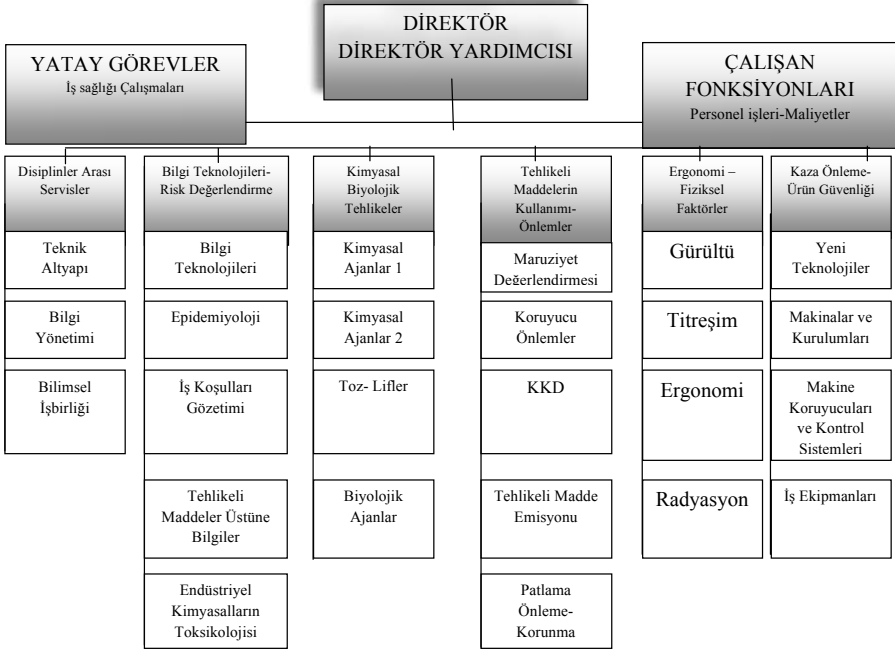 DİREKTÖR
DİREKTÖR YARDIMCISI
YATAY GÖREVLER
İş sağlığı Çalışmaları
ÇALIŞAN
FONKSİYONLARI
Personel işleri-Maliyetler
Disiplinler Arası
Servisler
Teknik
Altyapı
Bilgi
Yönetimi
Bilimsel
İşbirliği
Bilgi Teknolojileri-
Risk Değerlendirme
Bilgi
Teknolojileri
Epidemiyoloji
İş Koşulları
Gözetimi
Tehlikeli
Maddeler Üstüne
Bilgiler
Endüstriyel
Kimyasalların
Toksikolojisi
Kimyasal
Biyolojik
Tehlikeler
Kimyasal
Ajanlar 1
Kimyasal
Ajanlar 2
Toz- Lifler
Biyolojik
Ajanlar
Tehlikeli
Maddelerin
Kullanımı-
Önlemler
Maruziyet
Değerlendirmesi
Koruyucu
Önlemler
KKD
Tehlikeli Madde
Emisyonu
Patlama
Önleme-
Korunma
Ergonomi –
Fiziksel
Faktörler
Gürültü
Titreşim
Ergonomi
Radyasyon
Kaza Önleme-
Ürün Güvenliği
Yeni
Teknolojiler
Makinalar ve
Kurulumları
Makine
Koruyucuları
ve Kontrol
Sistemleri
İş Ekipmanları